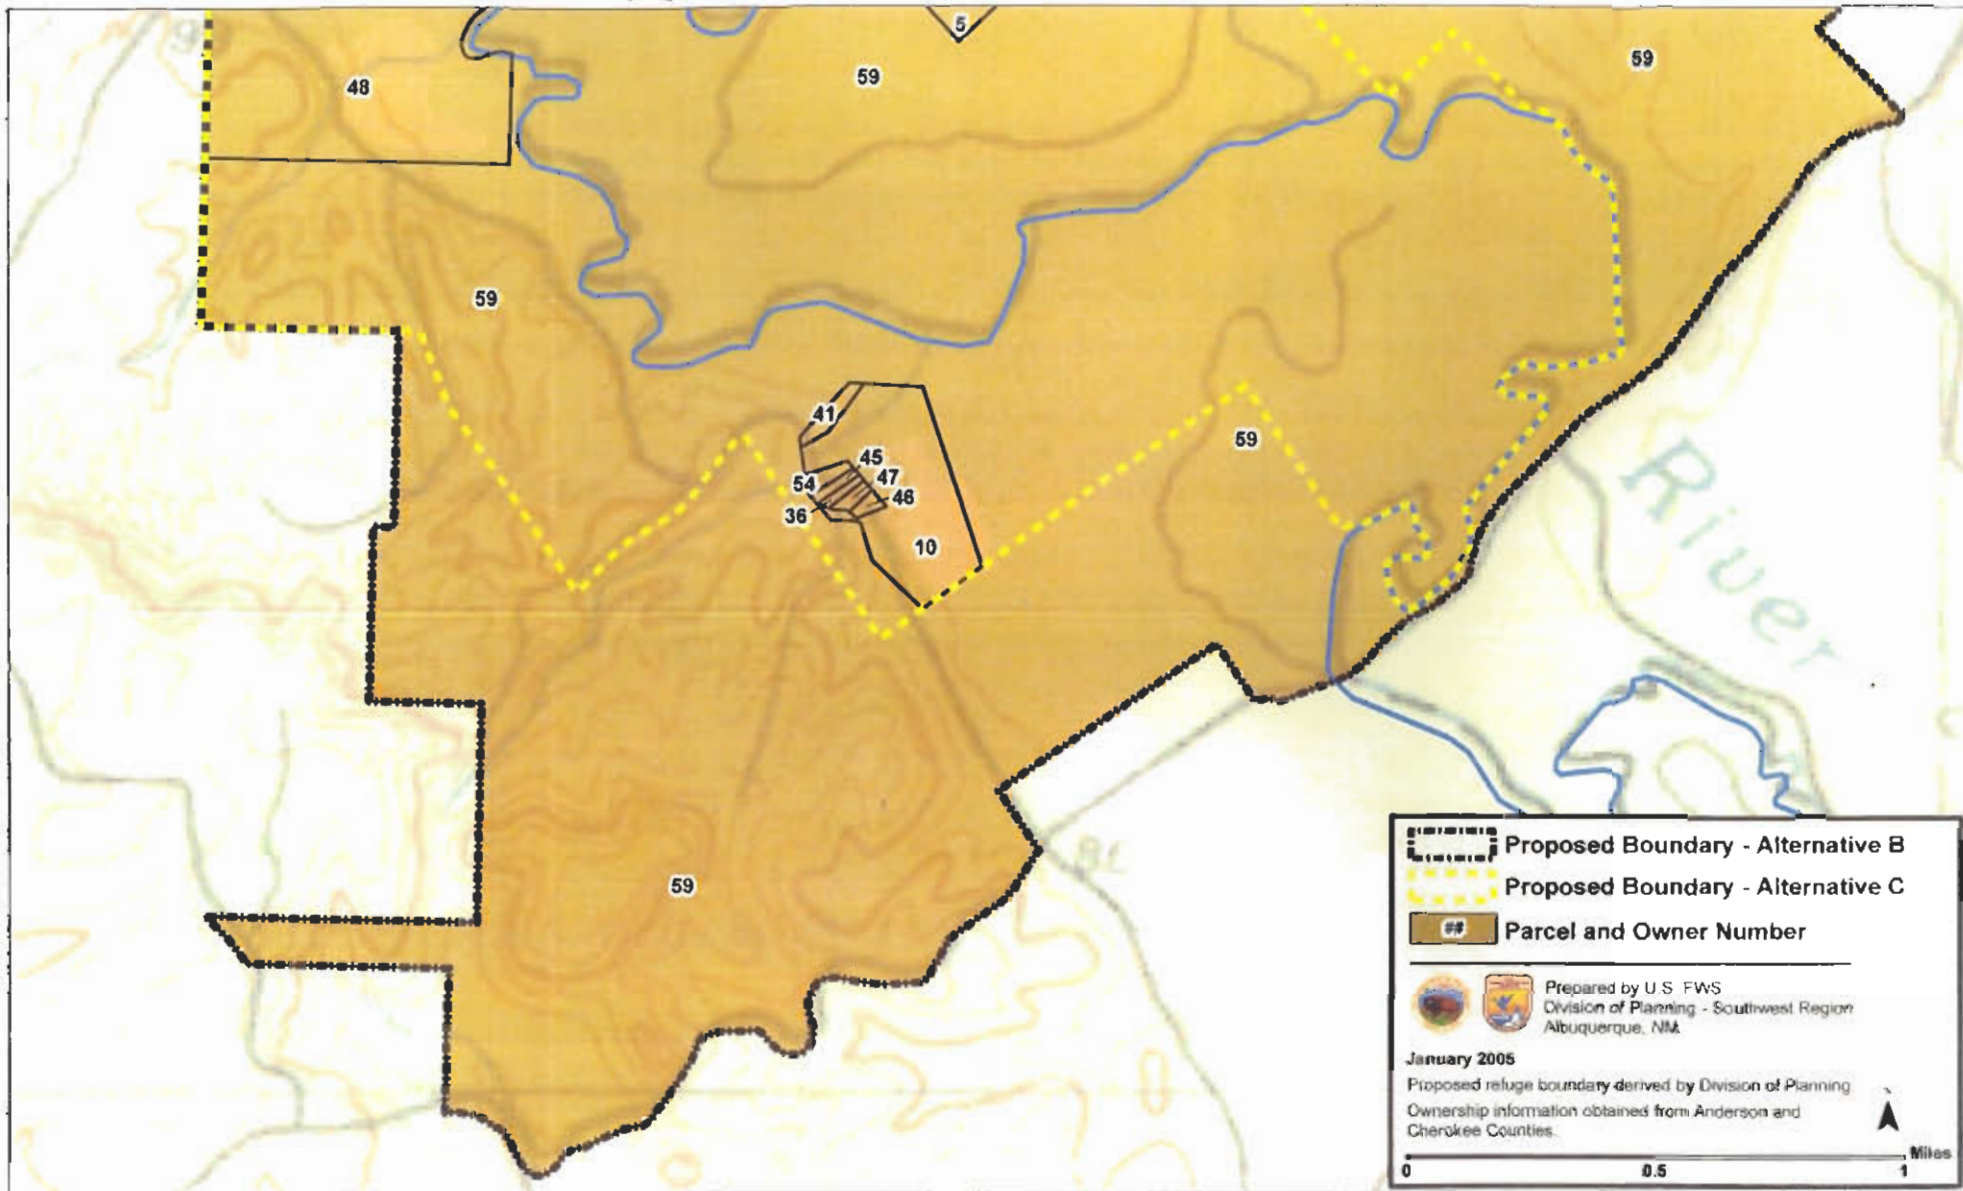 5
59
59
48
59
41
45
47
54
46
36
10
59
59
River
Proposed Boundary - Alternative B
Proposed Boundary - Alternative C
## Parcel and Owner Number
Prepared by U.S. FWS
Division of Planning - Southwest Region
Albuquerque, NM
January 2005
Proposed refuge boundary derived by Division of Planning
Ownership information obtained from Anderson and
Cherokee Counties.
Miles
0 0.5 1